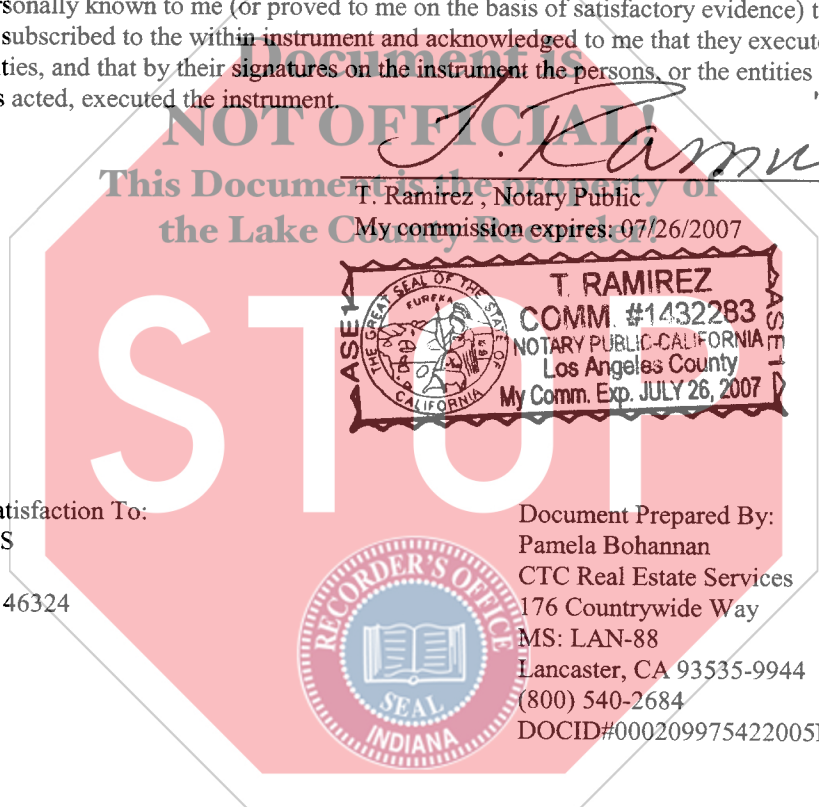 rsonally known to me (or proved to me on the basis of satisfactory evidence) t
subscribed to the within instrument and acknowledged to me that they execut
ties, and that by their signatures on the instrument the persons, or the entities
s acted, executed the instrument.
Document is
NOT OFFICIAL!
This Document is the property of
the Lake County Recorder!
STOP
T. Ramirez , Notary Public
My commission expires: 07/26/2007
ASE1
THE GREAT SEAL OF THE STATE OF CALIFORNIA
EUREKA
T. RAMIREZ
COMM. #1432283
NOTARY PUBLIC-CALIFORNIA
Los Angeles County
My Comm. Exp. JULY 26, 2007
ASE1
atisfaction To:
S
46324
Document Prepared By:
Pamela Bohannan
CTC Real Estate Services
176 Countrywide Way
MS: LAN-88
Lancaster, CA 93535-9944
(800) 540-2684
DOCID#000209975422005
RECORDER'S OFFICE
SEAL
INDIANA